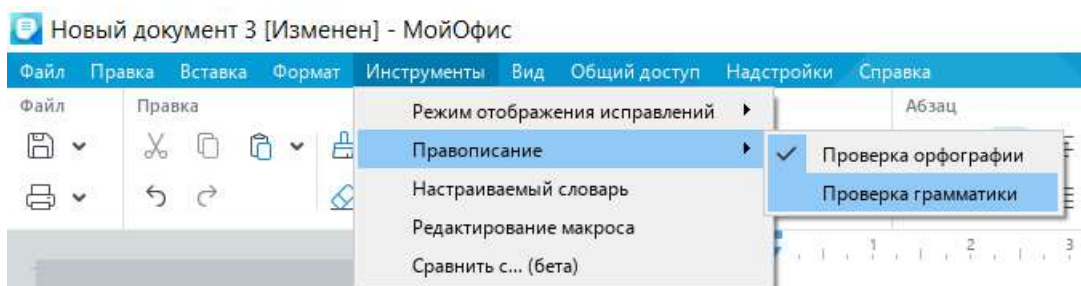 Новый документ 3 [Изменен] - МойОфис
Файл Правка Вставка Формат Инструменты Вид Общий доступ Надстройки Справка
Файл Правка Абзац
Режим отображения исправлений
Правописание
Проверка орфографии
Проверка грамматики
Настраиваемый словарь
Редактирование макроса
Сравнить с... (бета)
1 2 3